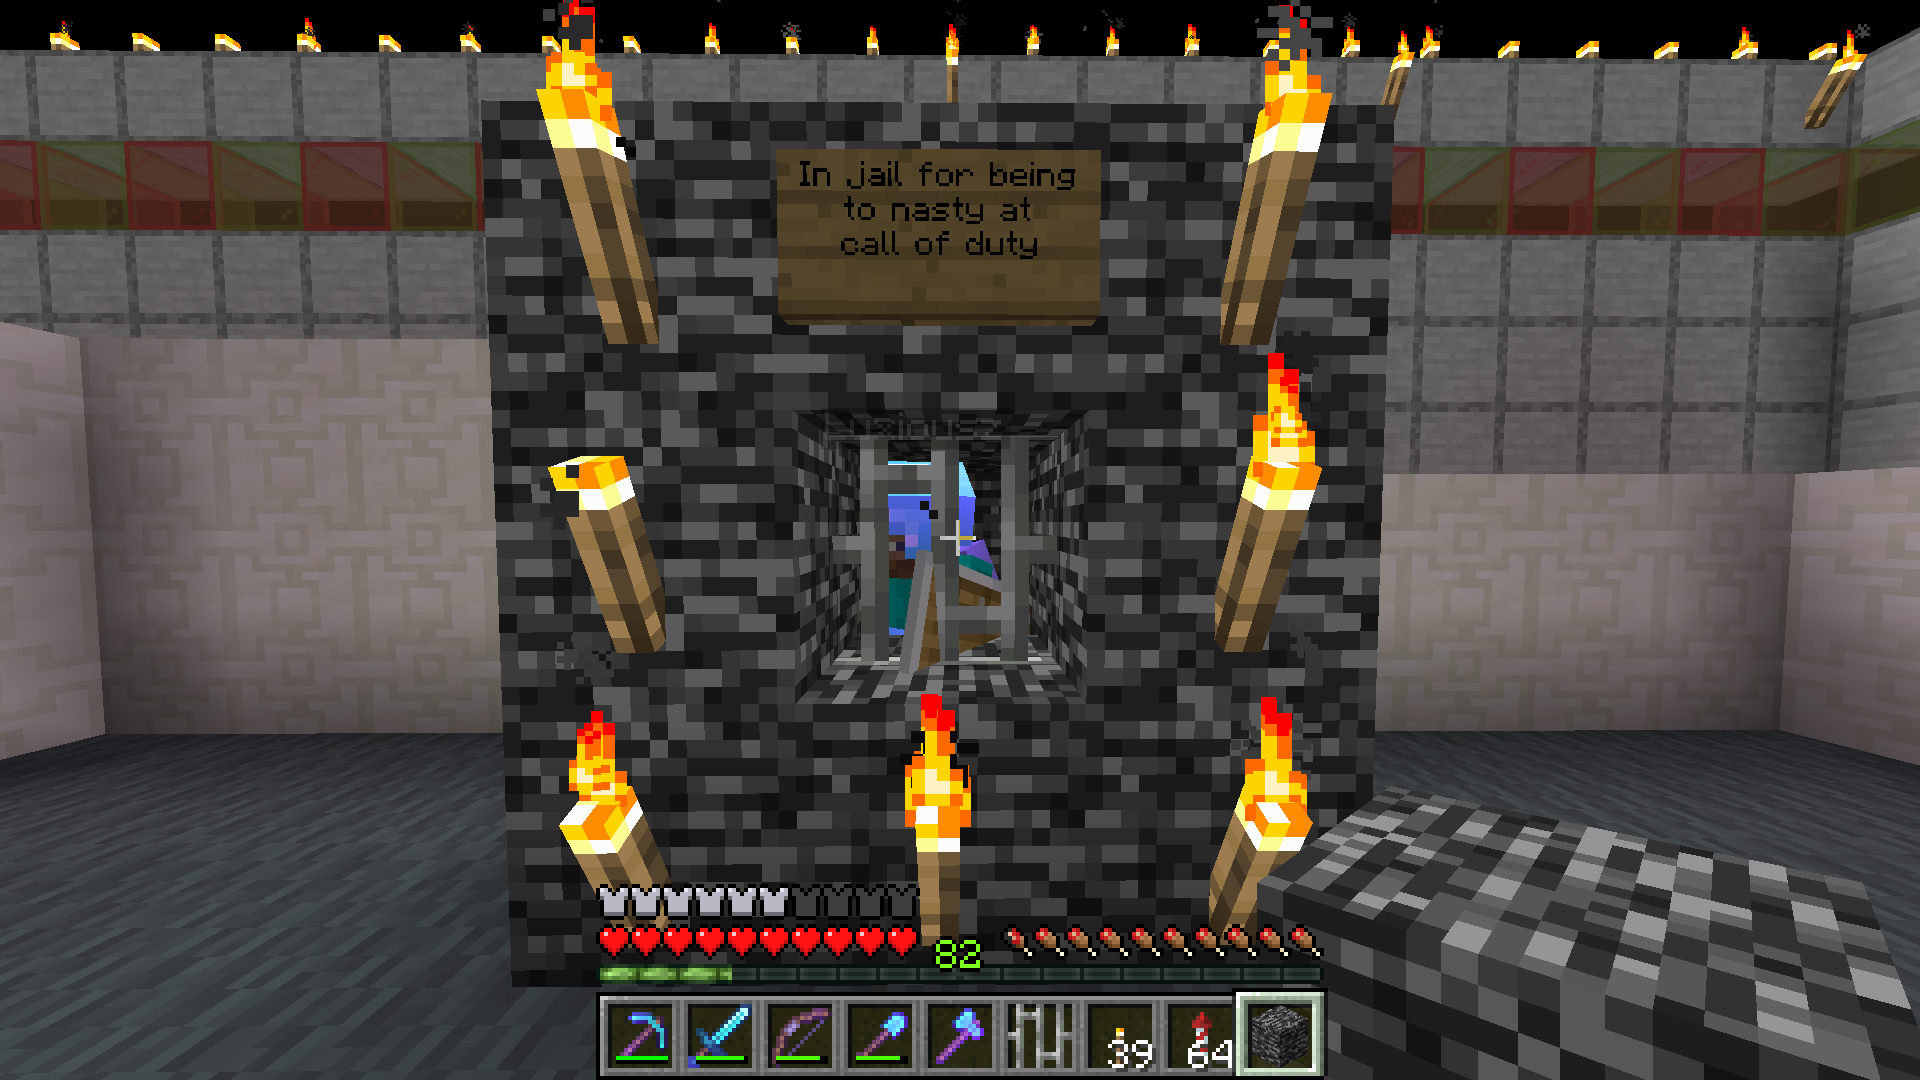 In jail for being
to nasty at
call of duty
82
39
64